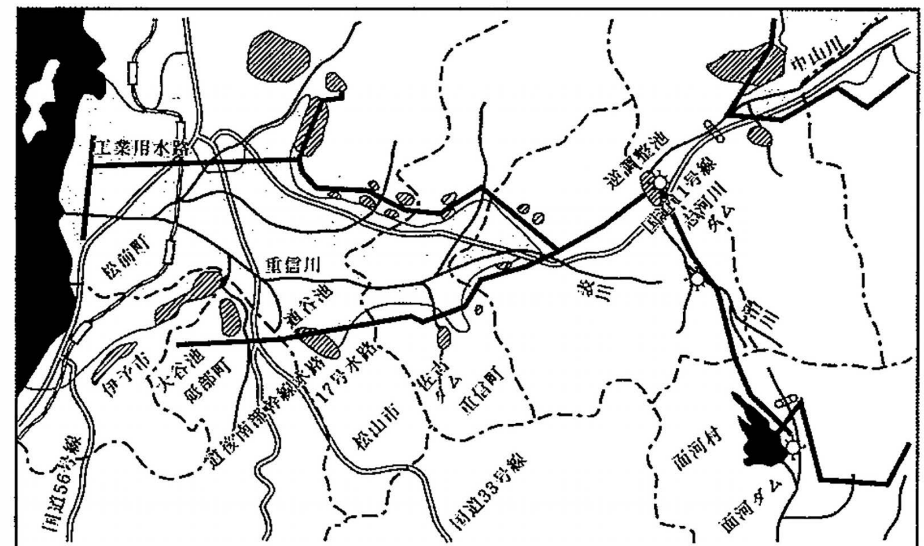 中山川
工業用水路
逆調整池
国道11号線
志河川ダム
松前町
重信川
通谷池
渋川
滑川
伊予市
大谷池
砥部町
道後南部幹線水路
17号水路
松山市
佐古ダム
重信町
面河村
面河ダム
国道56号線
国道33号線